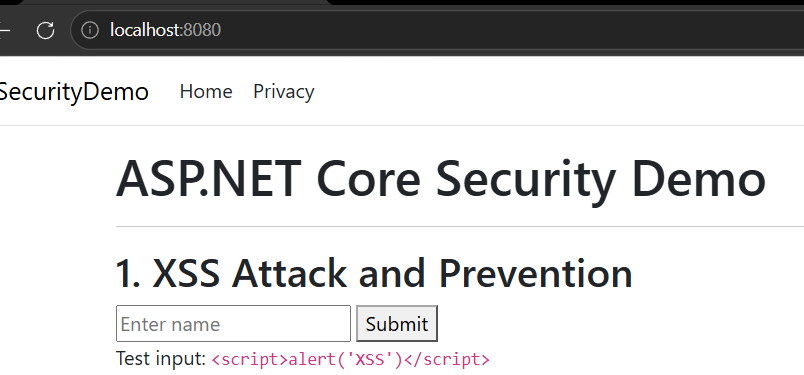 localhost:8080
SecurityDemo Home Privacy
ASP.NET Core Security Demo
1. XSS Attack and Prevention
Enter name Submit
Test input: <script>alert('XSS')</script>